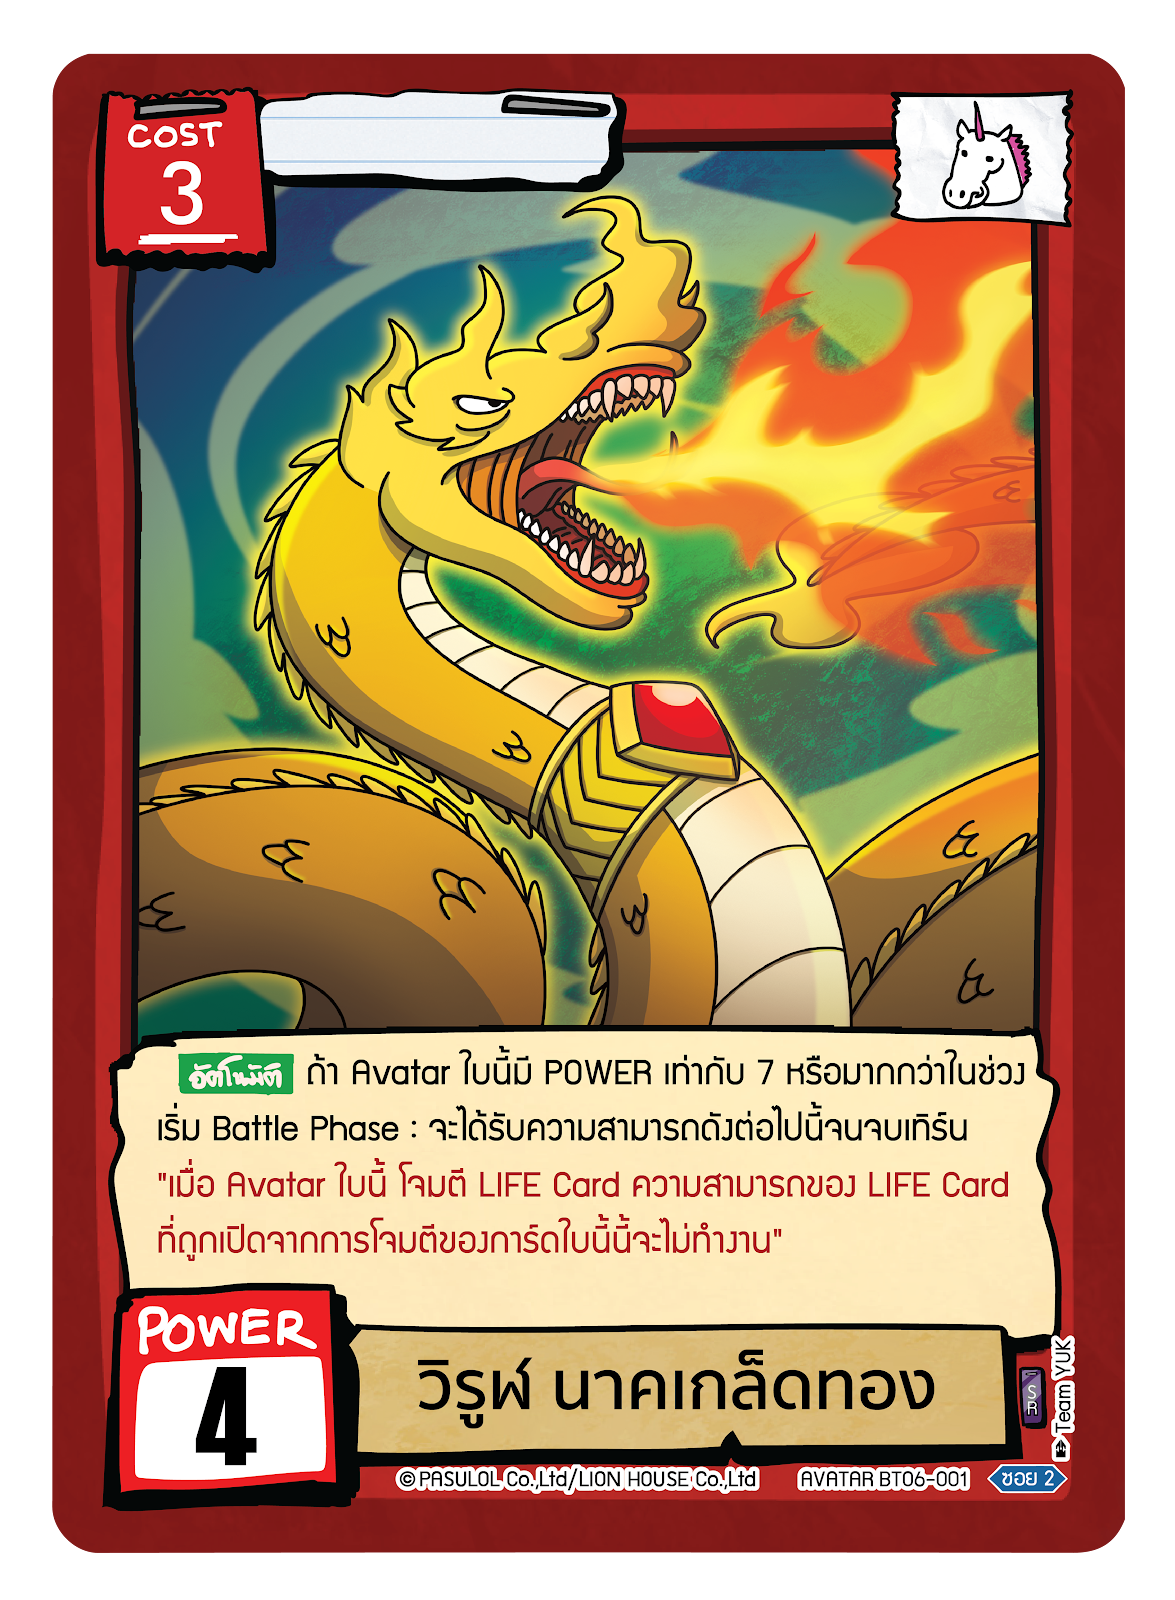 COST
3
อัตโนมัติ ถ้า Avatar ใบนี้มี POWER เท่ากับ 7 หรือมากกว่าในช่วง
เริ่ม Battle Phase : จะได้รับความสามารถดังต่อไปนี้จนจบเทิร์น
"เมื่อ Avatar ใบนี้ โจมตี LIFE Card ความสามารถของ LIFE Card
ที่ถูกเปิดจากการโจมตีของการ์ดใบนี้นี้จะไม่ทำงาน"
POWER
4
วิรูฬ นาคเกล็ดทอง
SR
Team YUK
© PASULOL Co.,Ltd/LION HOUSE Co.,Ltd
AVATAR BT06-001
ซอย 2